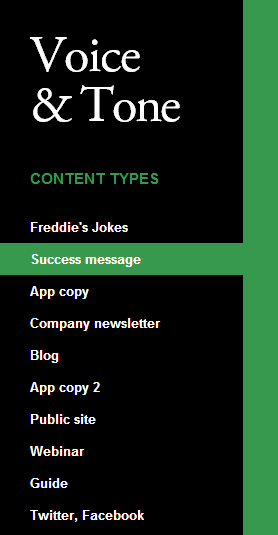 Voice
& Tone
CONTENT TYPES
Freddie's Jokes
Success message
App copy
Company newsletter
Blog
App copy 2
Public site
Webinar
Guide
Twitter, Facebook